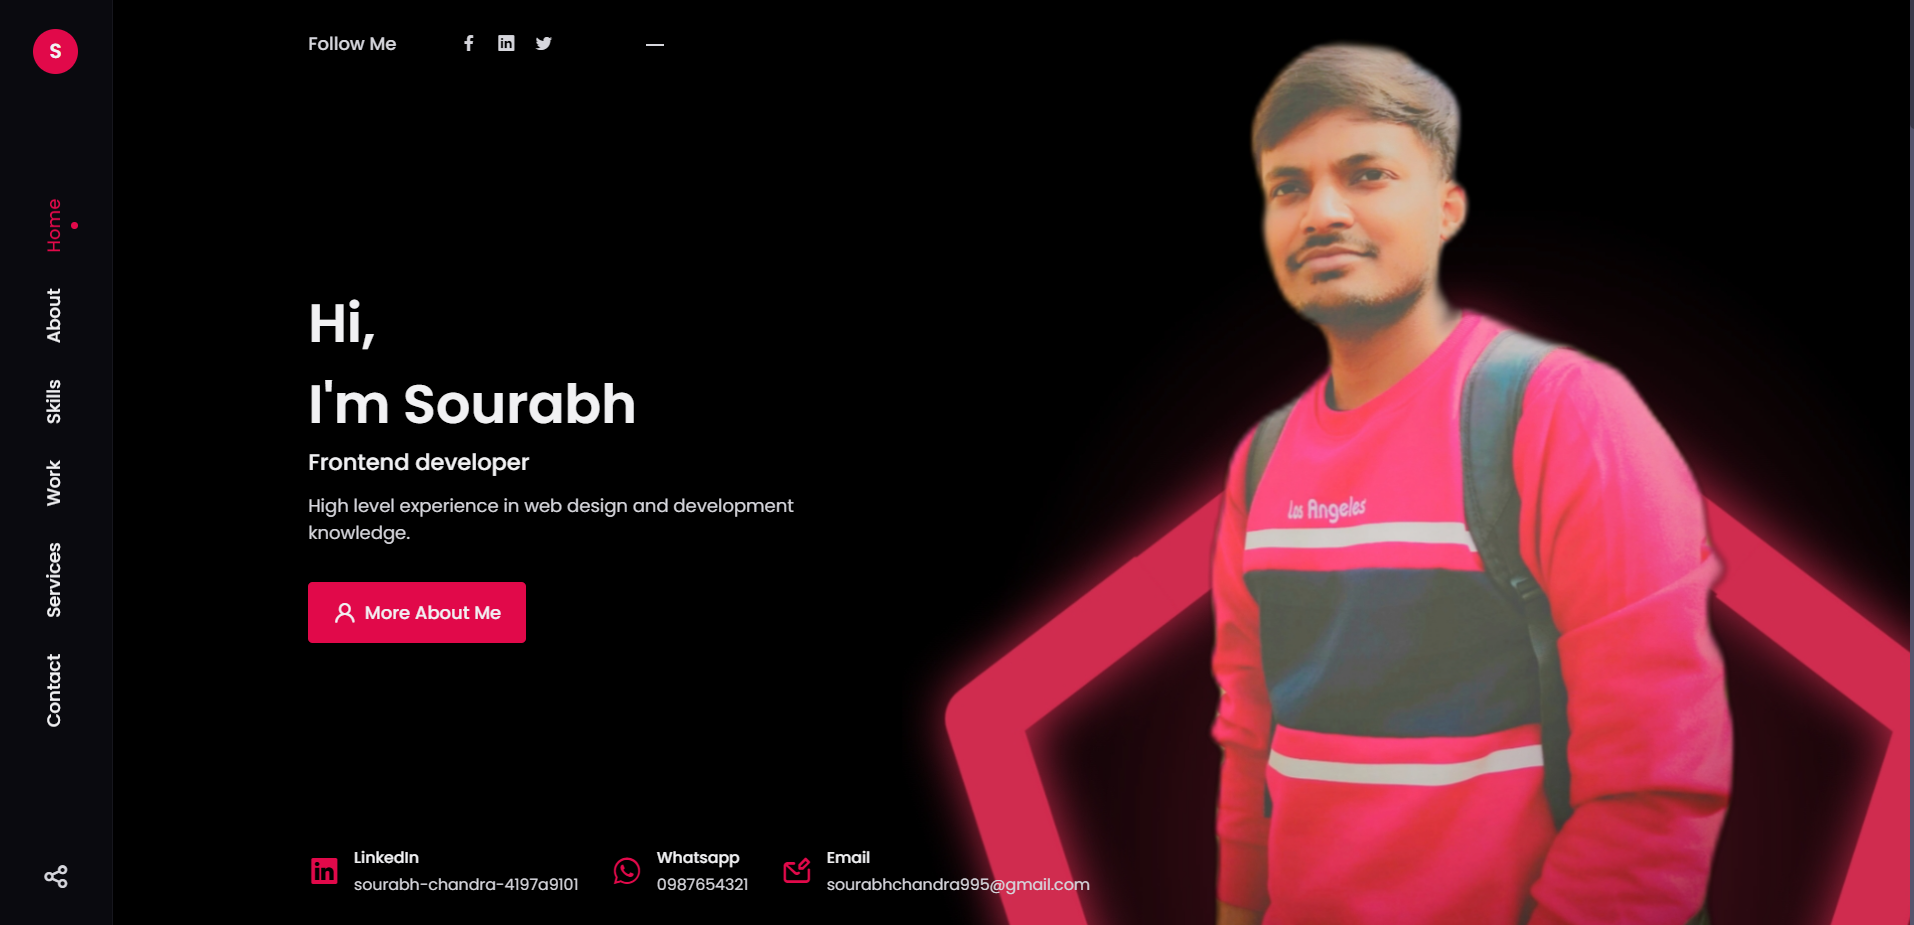 S
Home
About
Skills
Work
Services
Contact
Follow Me
Hi,
I'm Sourabh
Frontend developer
High level experience in web design and development
knowledge.
More About Me
Los Angeles
LinkedIn
sourabh-chandra-4197a9101
Whatsapp
0987654321
Email
sourabhchandra995@gmail.com